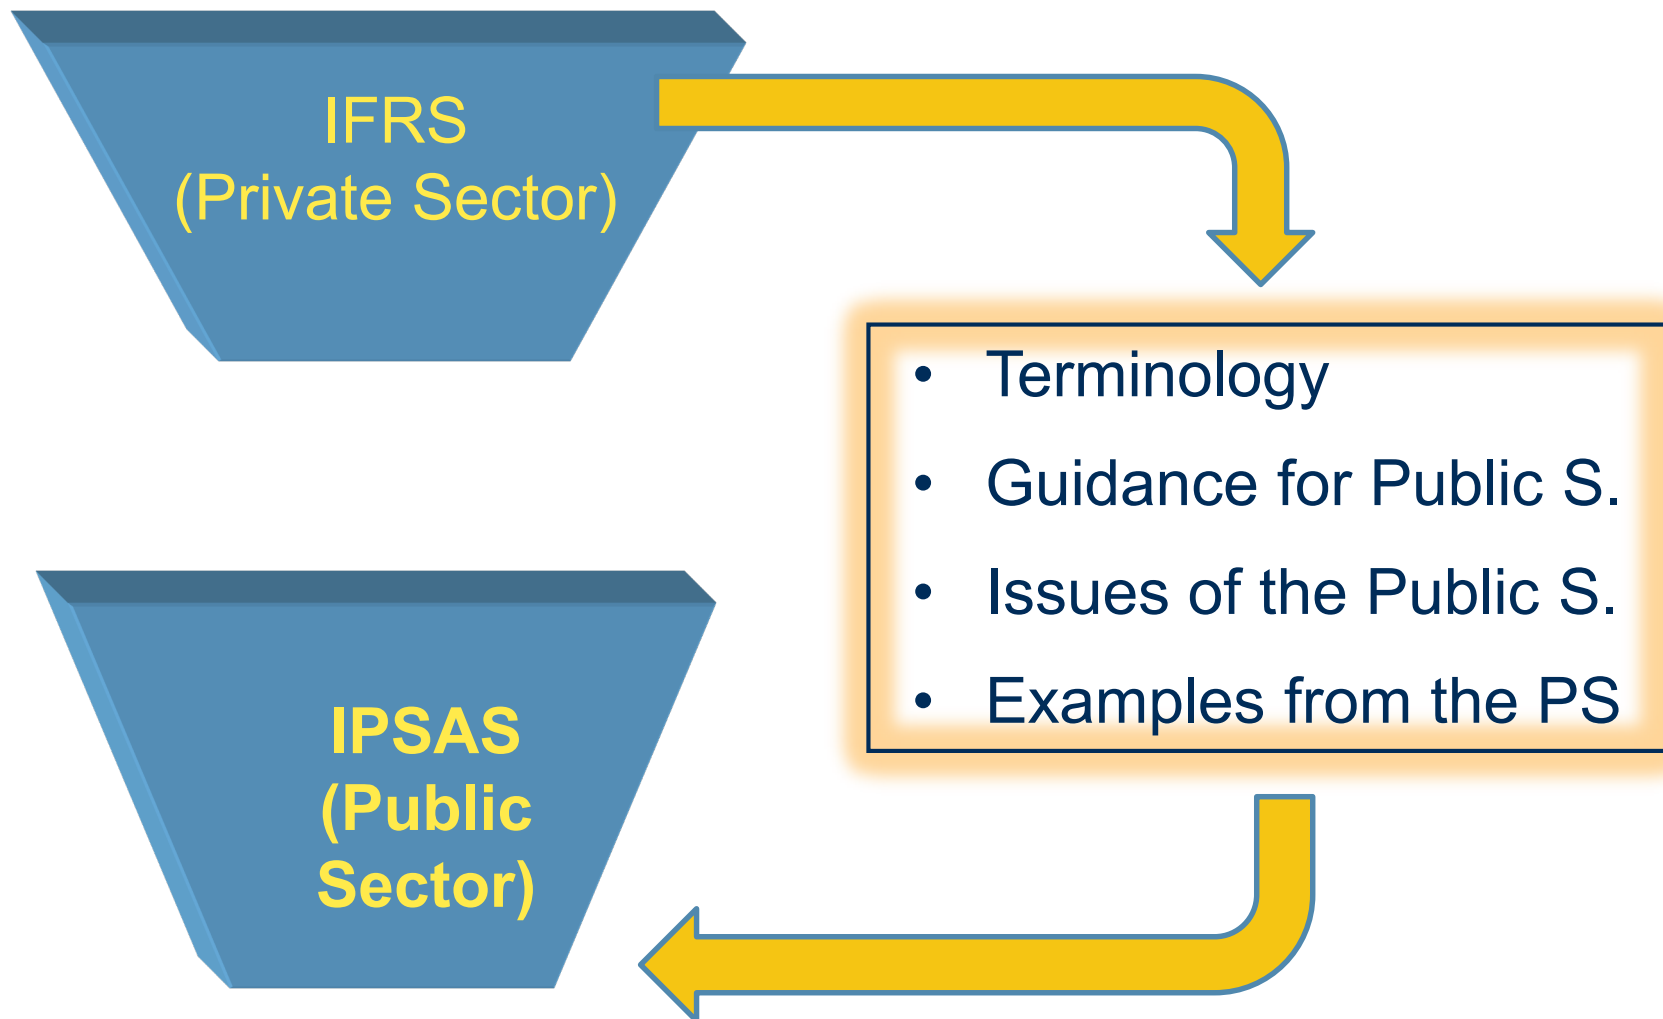 IFRS
(Private Sector)
• Terminology
• Guidance for Public S.
• Issues of the Public S.
• Examples from the PS
IPSAS
(Public
Sector)